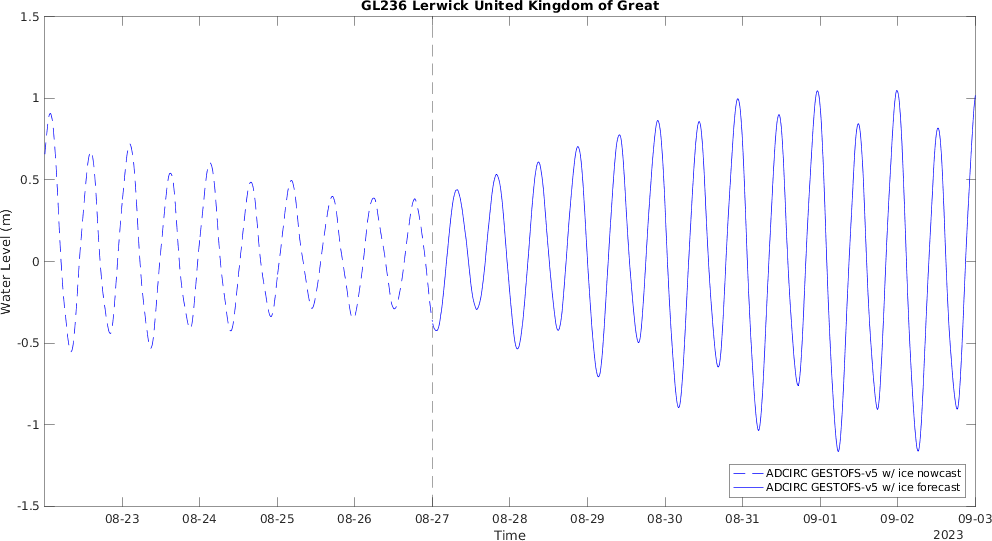 GL236 Lerwick United Kingdom of Great
1.5
1
0.5
0
-0.5
-1
-1.5
Water Level (m)
ADCIRC GESTOFS-v5 w/ ice nowcast
ADCIRC GESTOFS-v5 w/ ice forecast
08-23 08-24 08-25 08-26 08-27 08-28 08-29 08-30 08-31 09-01 09-02 09-03
Time
2023